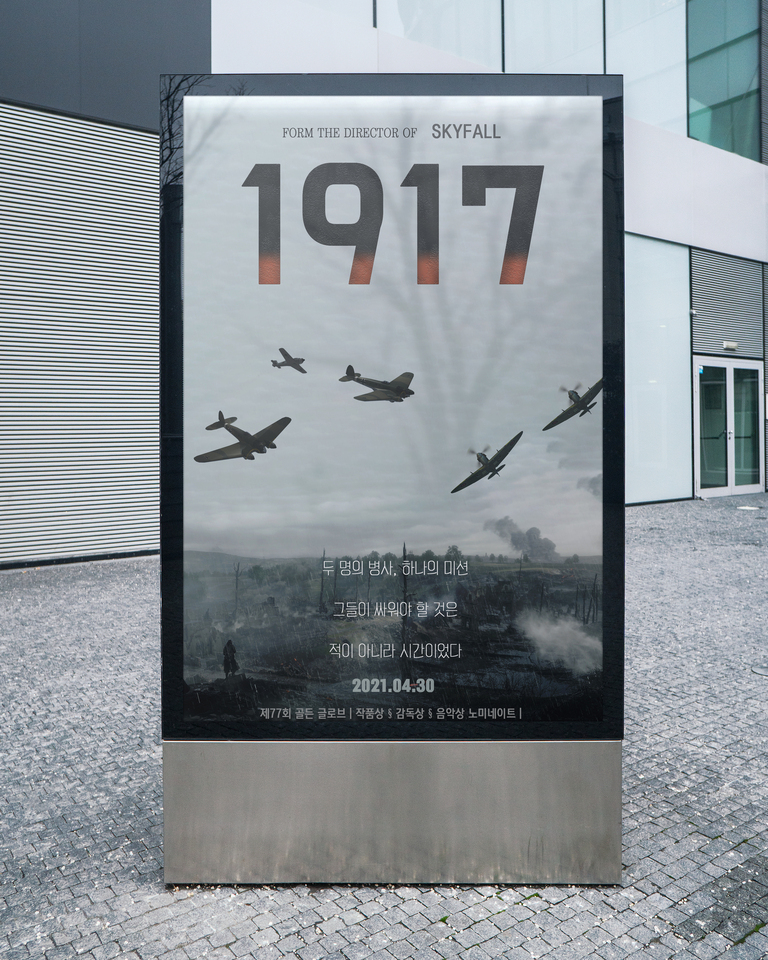 FORM THE DIRECTOR OF SKYFALL
1917
두 명의 병사, 하나의 미션
그들이 싸워야 할 것은
적이 아니라 시간이었다
2021.04.30
제77회 골든 글로브 | 작품상 § 감독상 § 음악상 노미네이트 |